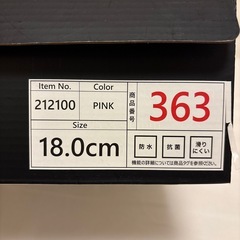 Item No.
Color
212100
PINK
Size
18.0cm
商品番号
363
防水
抗菌
滑りにくい
機能の詳細については商品タグを参照ください。